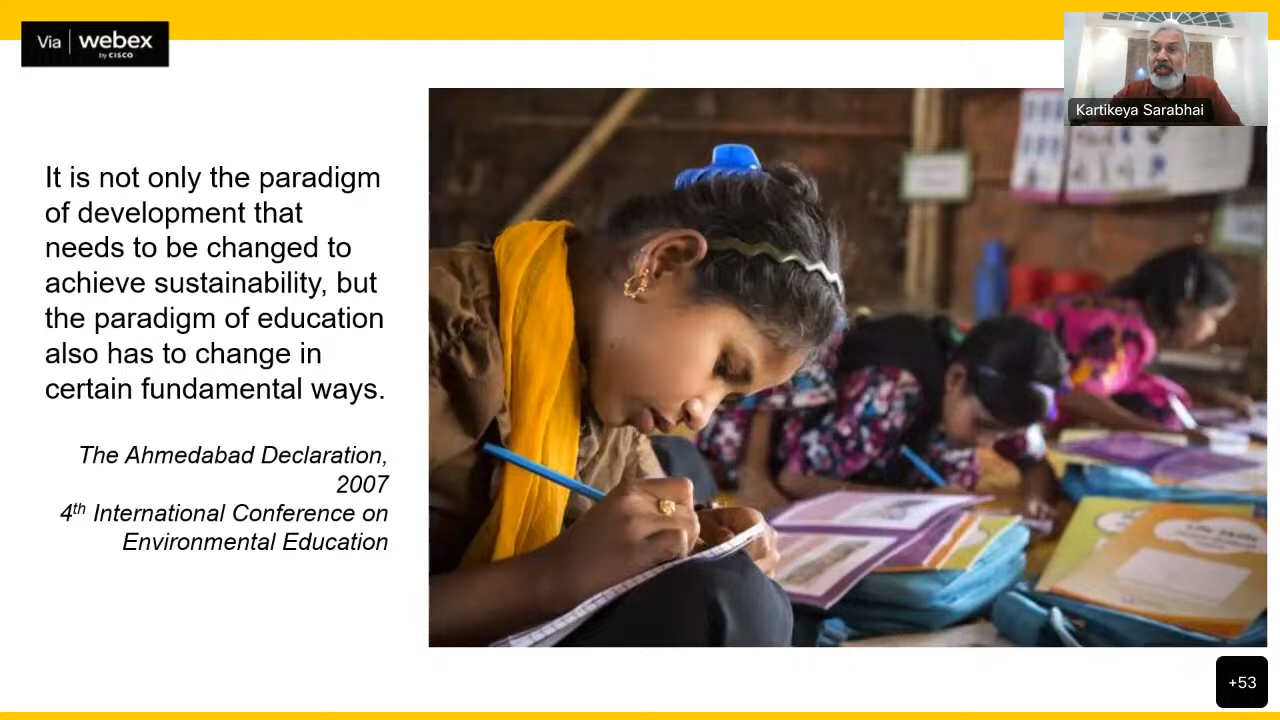 Via | webex
by CISCO
Kartikeya Sarabhai
It is not only the paradigm
of development that
needs to be changed to
achieve sustainability, but
the paradigm of education
also has to change in
certain fundamental ways.
The Ahmedabad Declaration,
2007
4th International Conference on
Environmental Education
Life Skills
+53